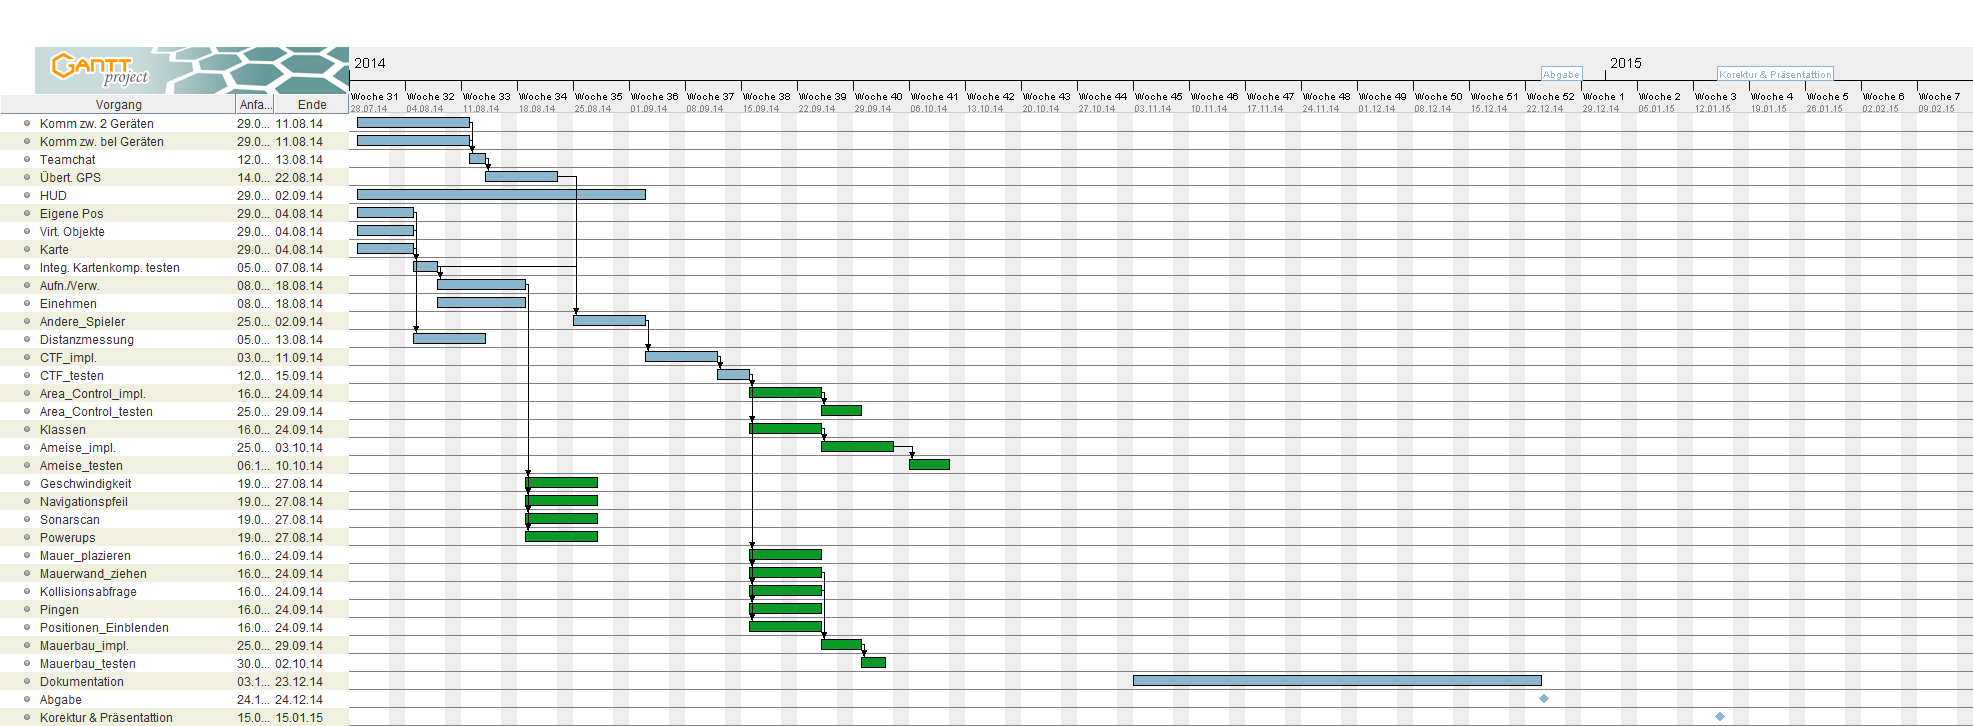 GANTT
project
2014
2015
Abgabe
Korektur & Präsentattion
Woche 31 Woche 32 Woche 33 Woche 34 Woche 35 Woche 36 Woche 37 Woche 38 Woche 39 Woche 40 Woche 41 Woche 42 Woche 43 Woche 44 Woche 45 Woche 46 Woche 47 Woche 48 Woche 49 Woche 50 Woche 51 Woche 52 Woche 1 Woche 2 Woche 3 Woche 4 Woche 5 Woche 6 Woche 7
28.07.14 04.08.14 11.08.14 18.08.14 25.08.14 01.09.14 08.09.14 15.09.14 22.09.14 29.09.14 06.10.14 13.10.14 20.10.14 27.10.14 03.11.14 10.11.14 17.11.14 24.11.14 01.12.14 08.12.14 15.12.14 22.12.14 29.12.14 05.01.15 12.01.15 19.01.15 26.01.15 02.02.15 09.02.15
Vorgang Anfa... Ende
Komm zw. 2 Geräten 29.0... 11.08.14
Komm zw. bel Geräten 29.0... 11.08.14
Teamchat 12.0... 13.08.14
Übert. GPS 14.0... 22.08.14
HUD 29.0... 02.09.14
Eigene Pos 29.0... 04.08.14
Virt. Objekte 29.0... 04.08.14
Karte 29.0... 04.08.14
Integ. Kartenkomp. testen 05.0... 07.08.14
Aufn./Verw. 08.0... 18.08.14
Einehmen 08.0... 18.08.14
Andere_Spieler 25.0... 02.09.14
Distanzmessung 05.0... 13.08.14
CTF_impl. 03.0... 11.09.14
CTF_testen 12.0... 15.09.14
Area_Control_impl. 16.0... 24.09.14
Area_Control_testen 25.0... 29.09.14
Klassen 16.0... 24.09.14
Ameise_impl. 25.0... 03.10.14
Ameise_testen 06.1... 10.10.14
Geschwindigkeit 19.0... 27.08.14
Navigationspfeil 19.0... 27.08.14
Sonarscan 19.0... 27.08.14
Powerups 19.0... 27.08.14
Mauer_plazieren 16.0... 24.09.14
Mauerwand_ziehen 16.0... 24.09.14
Kollisionsabfrage 16.0... 24.09.14
Pingen 16.0... 24.09.14
Positionen_Einblenden 16.0... 24.09.14
Mauerbau_impl. 25.0... 29.09.14
Mauerbau_testen 30.0... 02.10.14
Dokumentation 03.1... 23.12.14
Abgabe 24.1... 24.12.14
Korektur & Präsentattion 15.0... 15.01.15